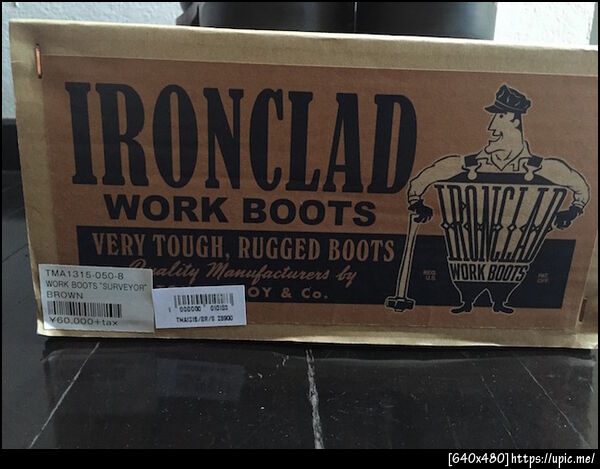 IRONCLAD
WORK BOOTS
VERY TOUGH, RUGGED BOOTS
Quality Manufacturers by
OY & Co.
IRONCLAD
WORK BOOTS
REG.
U.S.
PAT.
OFF.
TMA1315-050-B
WORK BOOTS "SURVEYOR"
BROWN
¥60,000+tax
[640x480]https://upic.me/